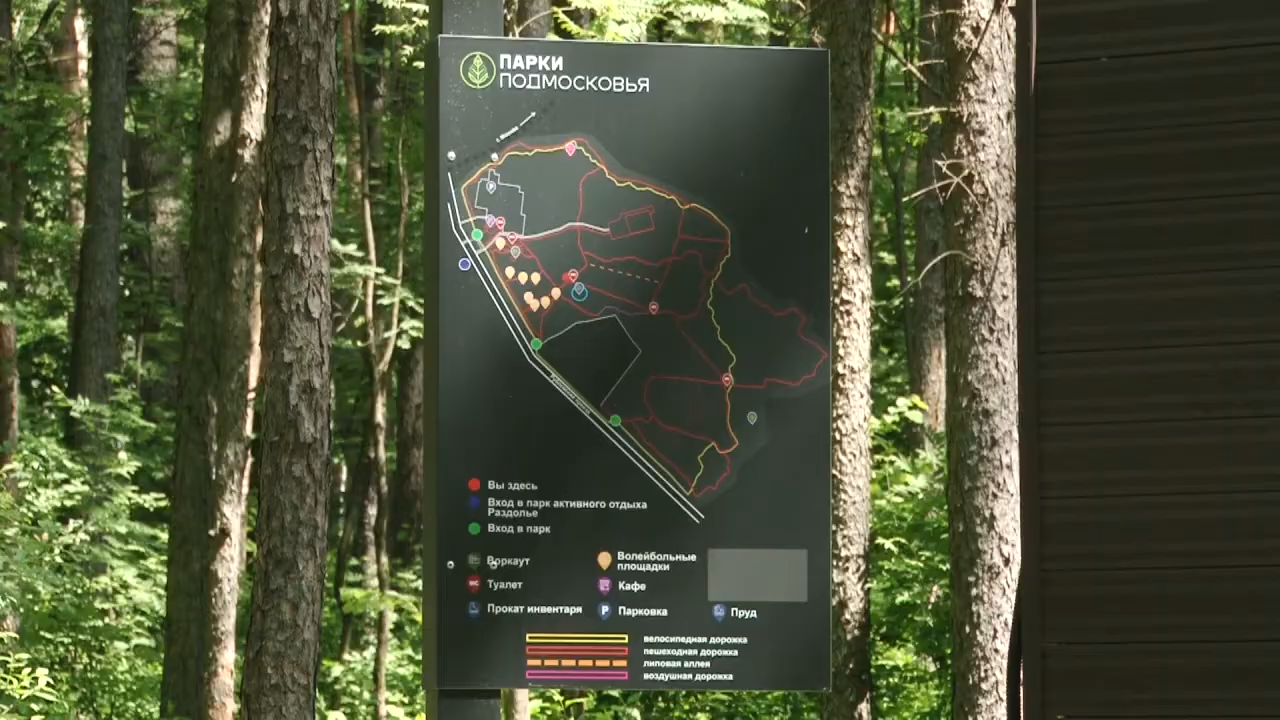 ПАРКИ
ПОДМОСКОВЬЯ
Вы здесь
Вход в парк активного отдыха
Раздолье
Вход в парк
Воркаут
Туалет
Прокат инвентаря
Волейбольные
площадки
Кафе
P
Парковка
Пруд
велосипедная дорожка
пешеходная дорожка
липовая аллея
воздушная дорожка